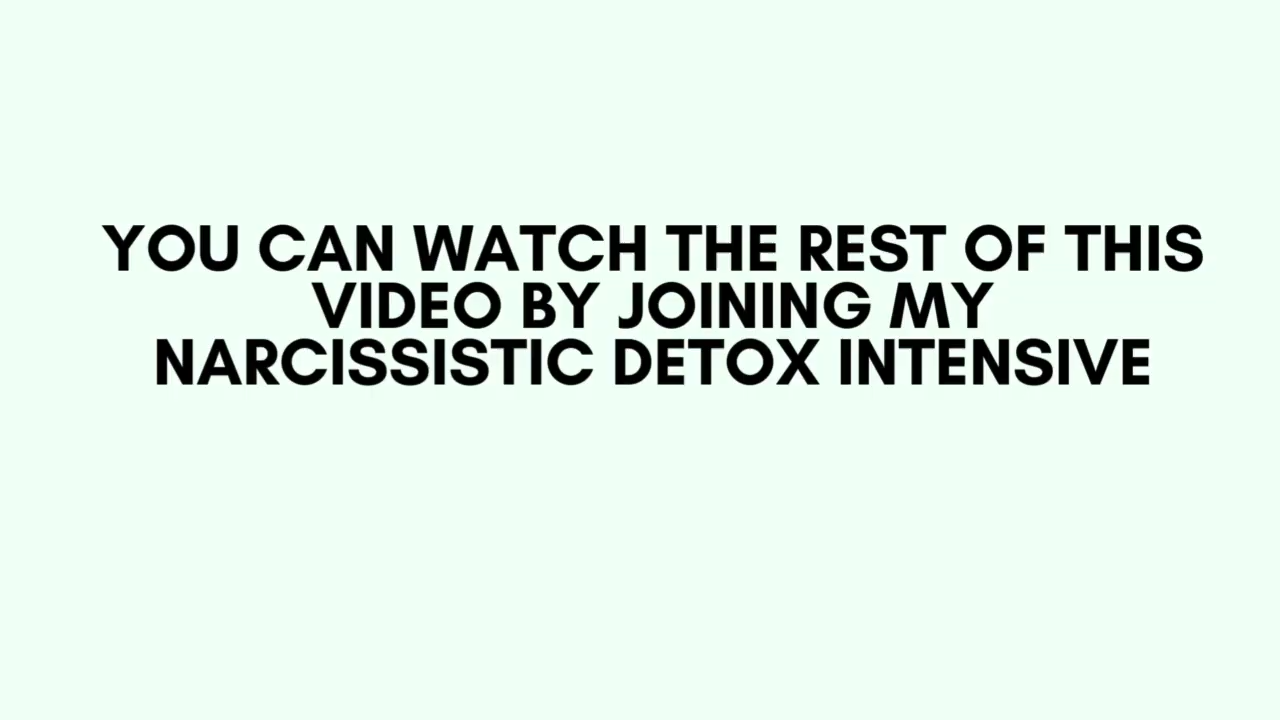 YOU CAN WATCH THE REST OF THIS
VIDEO BY JOINING MY
NARCISSISTIC DETOX INTENSIVE